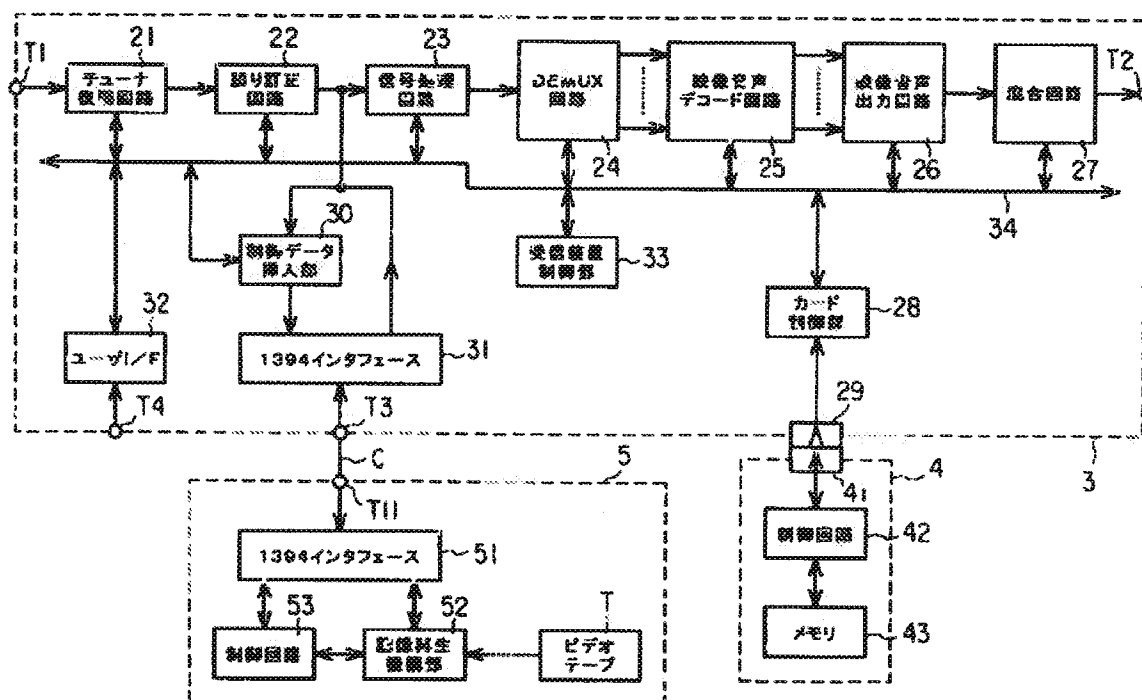 21
22
23
T1
チューナ
復号回路
誤り訂正
回路
信号処理
回路
DEMUX
回路
映像音声
デコード回路
映像音声
出力回路
混合回路
T2
24
25
26
27
34
30
制御データ
挿入部
受信装置
制御部
33
カード
制御部
28
32
ユーザI/F
1394インタフェース
31
T4
T3
29
C
5
T11
41
4
3
1394インタフェース
51
制御回路
42
53
52
T
制御回路
記録再生
機構部
ビデオ
テープ
メモリ
43